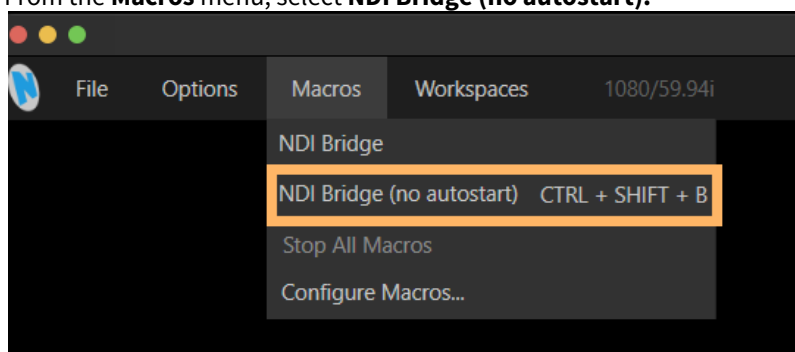 From the Macros menu, select NDI Bridge (no autostart).
N File Options Macros Workspaces 1080/59.94i
NDI Bridge
NDI Bridge (no autostart) CTRL + SHIFT + B
Stop All Macros
Configure Macros...